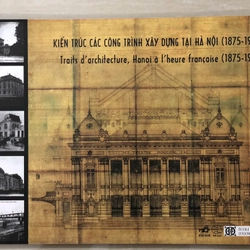 KIẾN TRÚC CÁC CÔNG TRÌNH XÂY DỰNG TẠI HÀ NỘI (1875-19
Traits d'architecture, Hanoi à l'heure française (1875-19